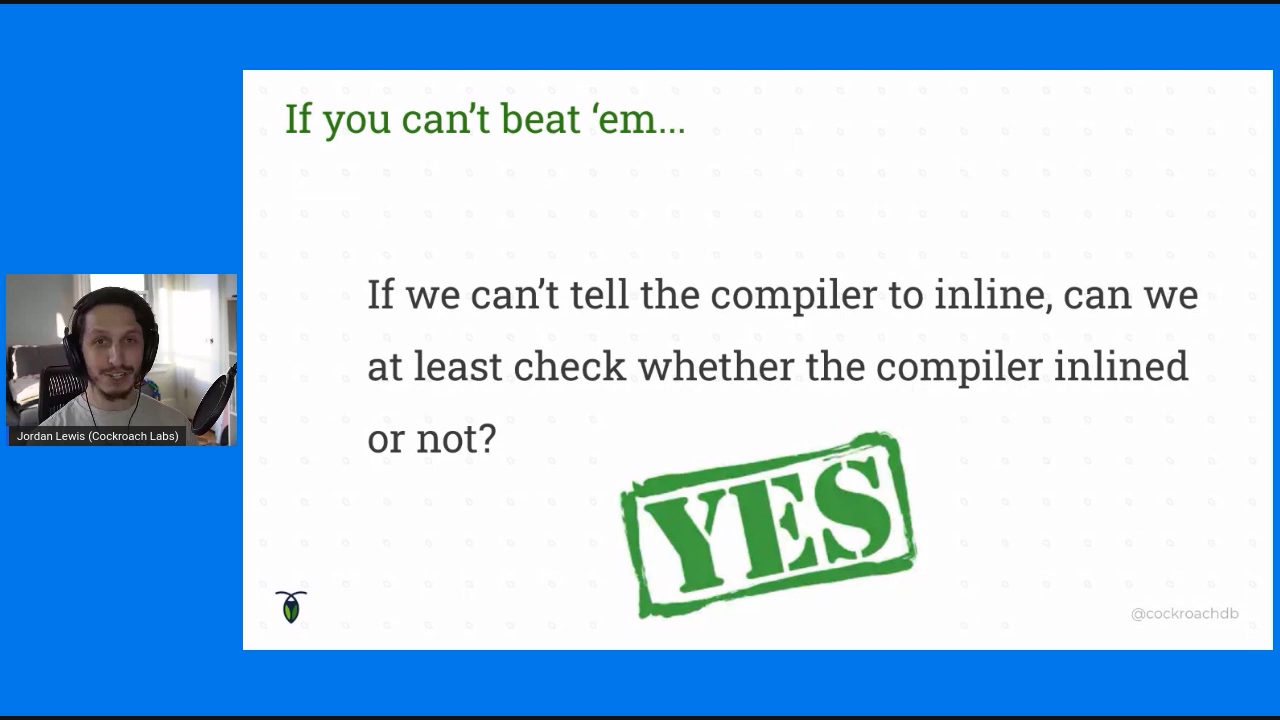 If you can’t beat ‘em...
If we can’t tell the compiler to inline, can we
at least check whether the compiler inlined
or not?
YES
Jordan Lewis (Cockroach Labs)
@cockroachdb